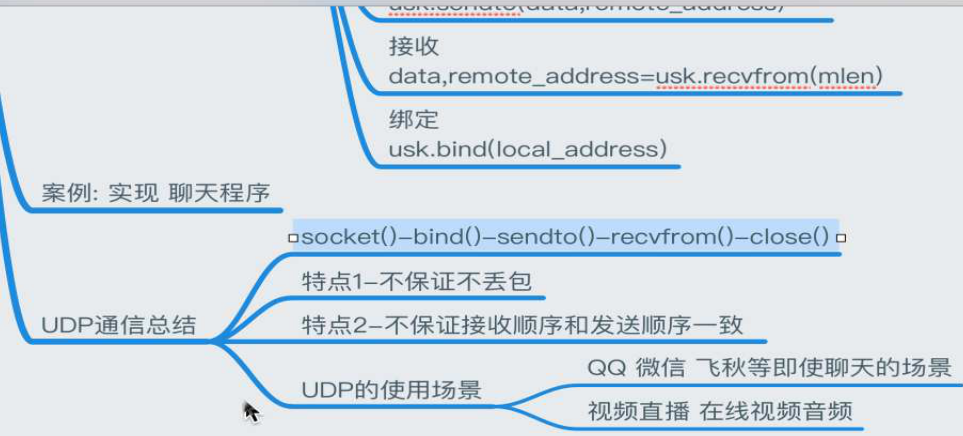 usk.sendto(data,remote_address)
接收
data,remote_address=usk.recvfrom(mlen)
绑定
usk.bind(local_address)
案例: 实现 聊天程序
socket()–bind()–sendto()–recvfrom()–close()
特点1–不保证不丢包
UDP通信总结
特点2–不保证接收顺序和发送顺序一致
QQ 微信 飞秋等即使聊天的场景
UDP的使用场景
视频直播 在线视频音频